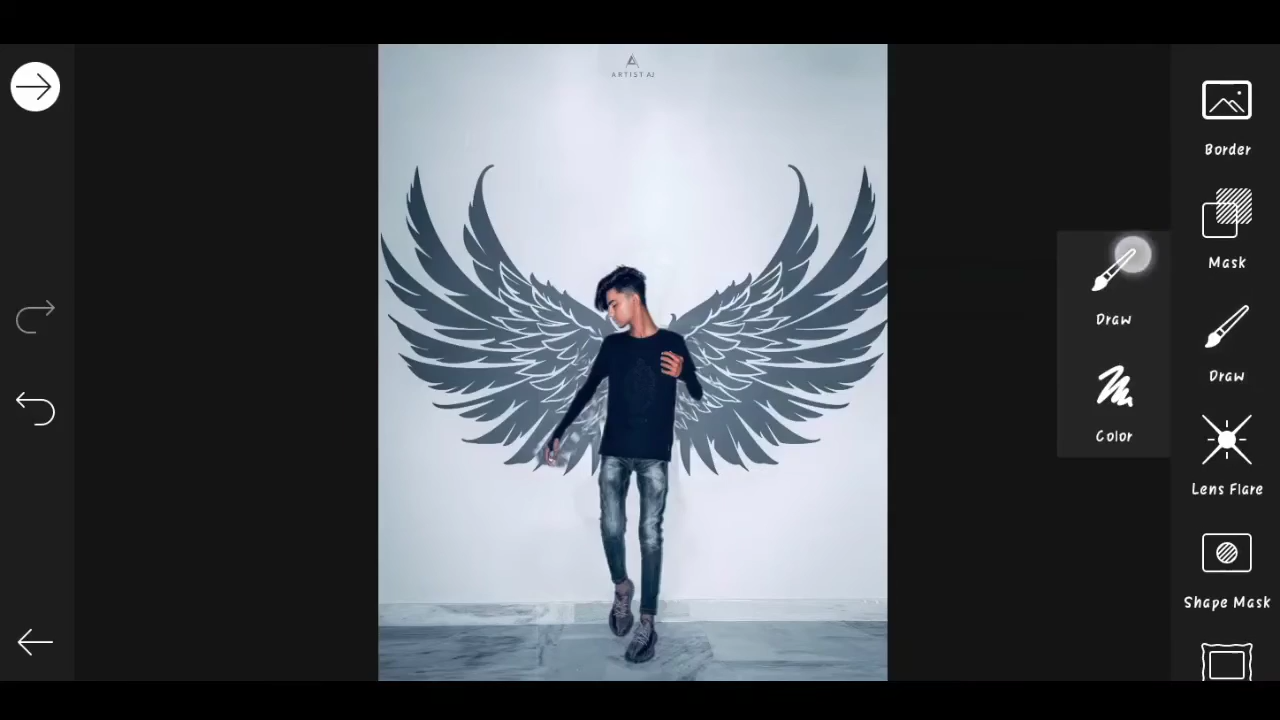 ARTIST AJ
Border
Mask
Draw
Color
Draw
Lens Flare
Shape Mask